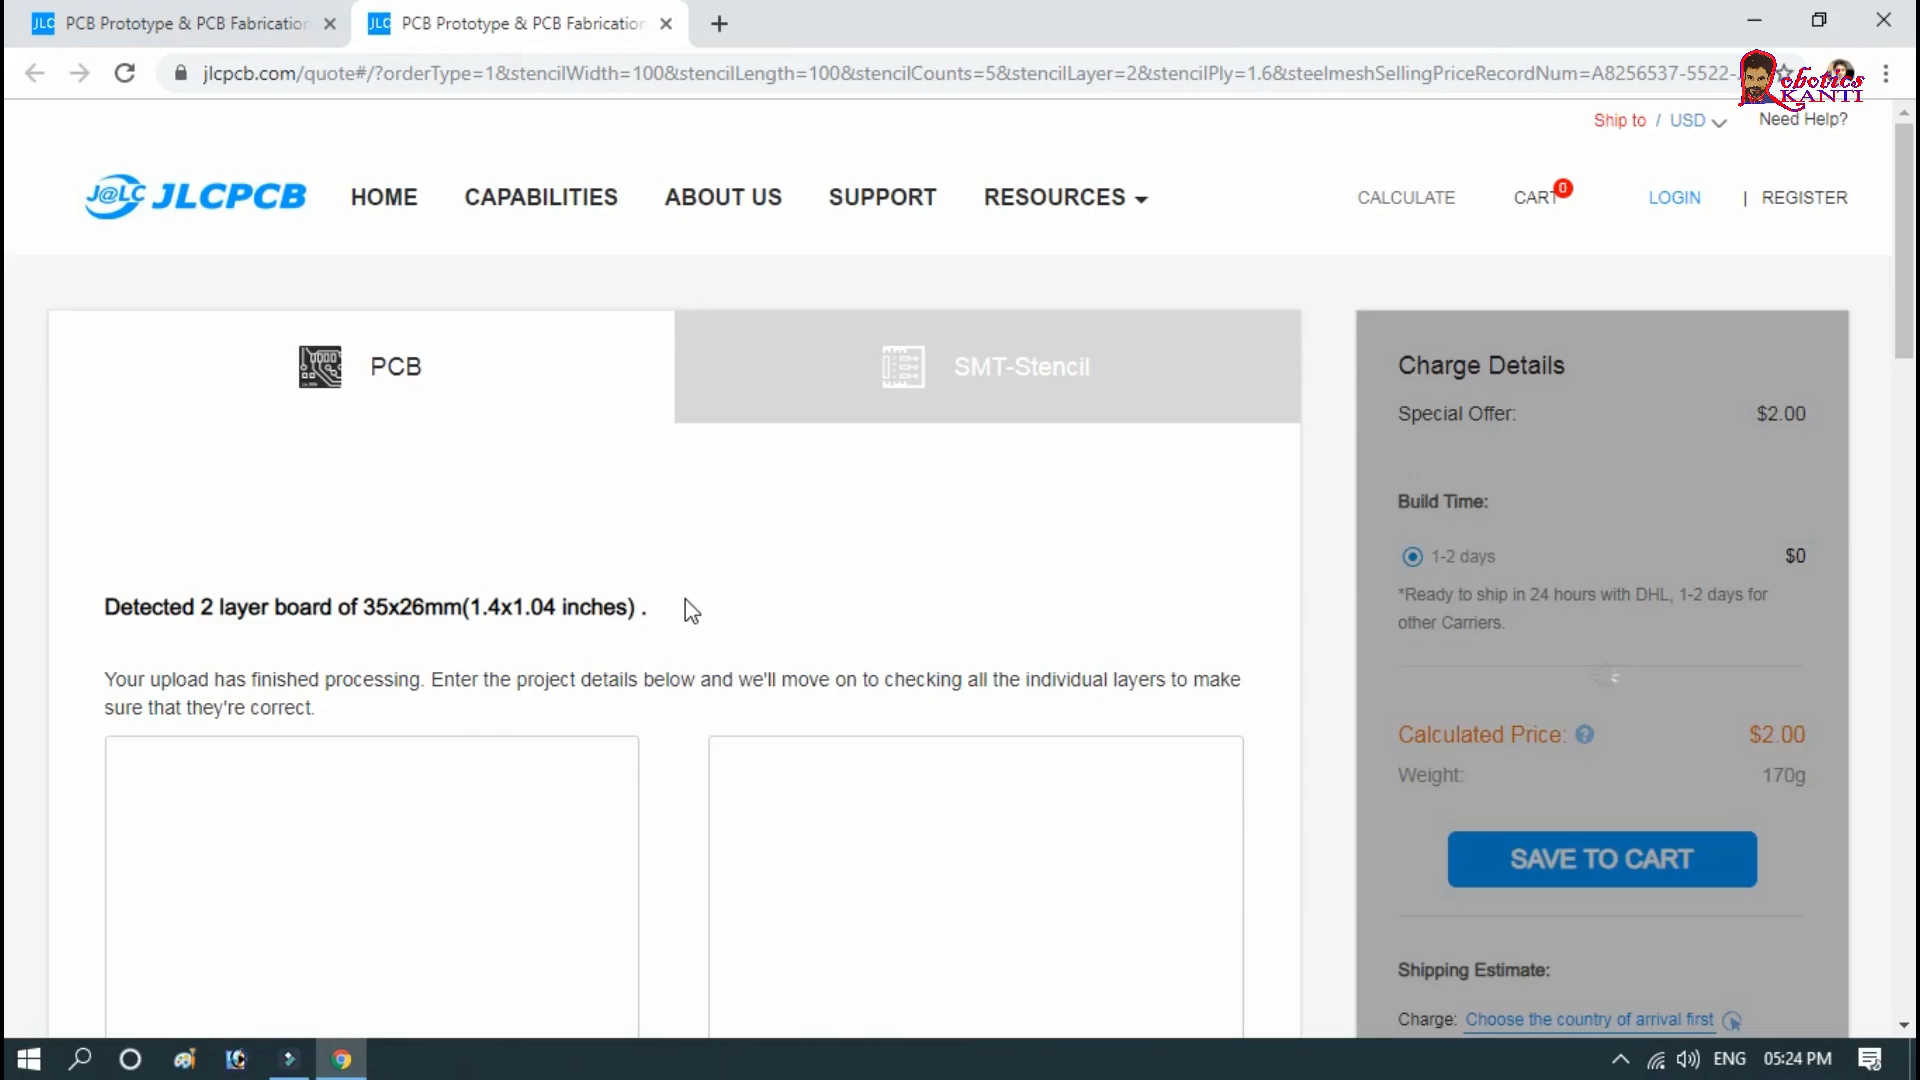 JLC PCB Prototype & PCB Fabrication
JLC PCB Prototype & PCB Fabrication
jlcpcb.com/quote#/?orderType=1&stencilWidth=100&stencilLength=100&stencilCounts=5&stencilLayer=2&stencilPly=1.6&steelmeshSellingPriceRecordNum=A8256537-5522-
obotics
KANTI
Ship to / USD
Need Help?
J@LC JLCPCB
HOME
CAPABILITIES
ABOUT US
SUPPORT
RESOURCES
CALCULATE
CART 0
LOGIN
| REGISTER
PCB
SMT-Stencil
Detected 2 layer board of 35x26mm(1.4x1.04 inches) .
Your upload has finished processing. Enter the project details below and we'll move on to checking all the individual layers to make
sure that they're correct.
Charge Details
Special Offer: $2.00
Build Time:
1-2 days $0
*Ready to ship in 24 hours with DHL, 1-2 days for
other Carriers.
Calculated Price: ? $2.00
Weight: 170g
SAVE TO CART
Shipping Estimate:
Charge: Choose the country of arrival first
ENG 05:24 PM